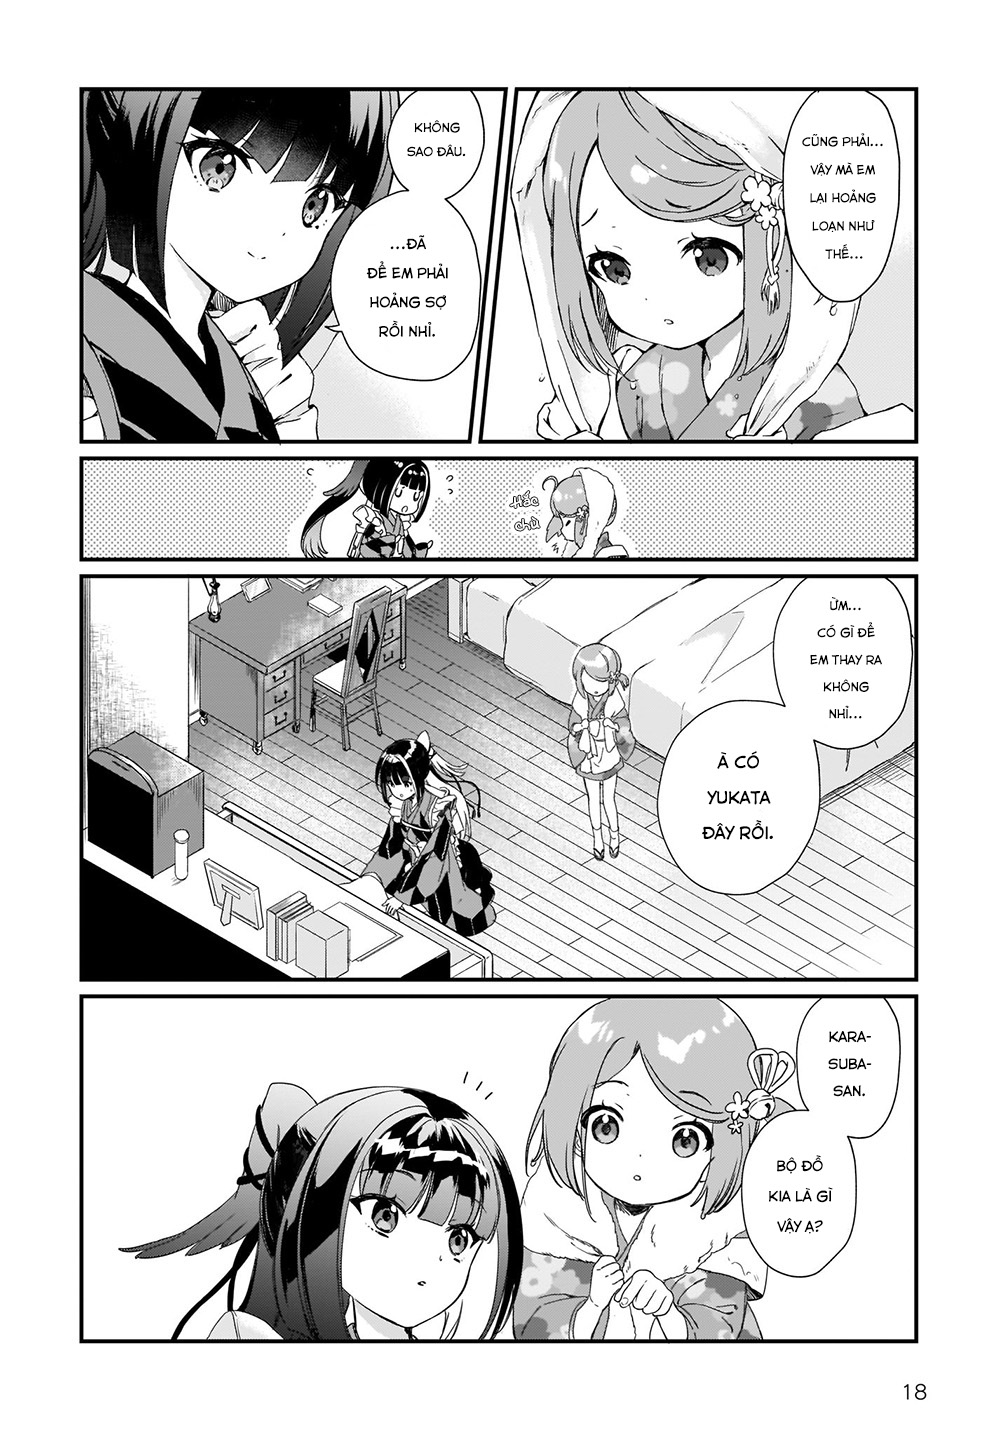 CŨNG PHẢI...
VẬY MÀ EM
LẠI HOẢNG
LOẠN NHƯ
THẾ...
KHÔNG
SAO ĐÂU.
...ĐÃ
ĐỂ EM PHẢI
HOẢNG SỢ
RỒI NHỈ.
Hắc
chù
ỪM...
CÓ GÌ ĐỂ
EM THAY RA
KHÔNG
NHỈ...
À CÓ
YUKATA
ĐÂY RỒI.
KARA-
SUBA-
SAN.
BỘ ĐỒ
KIA LÀ GÌ
VẬY Ạ?
18